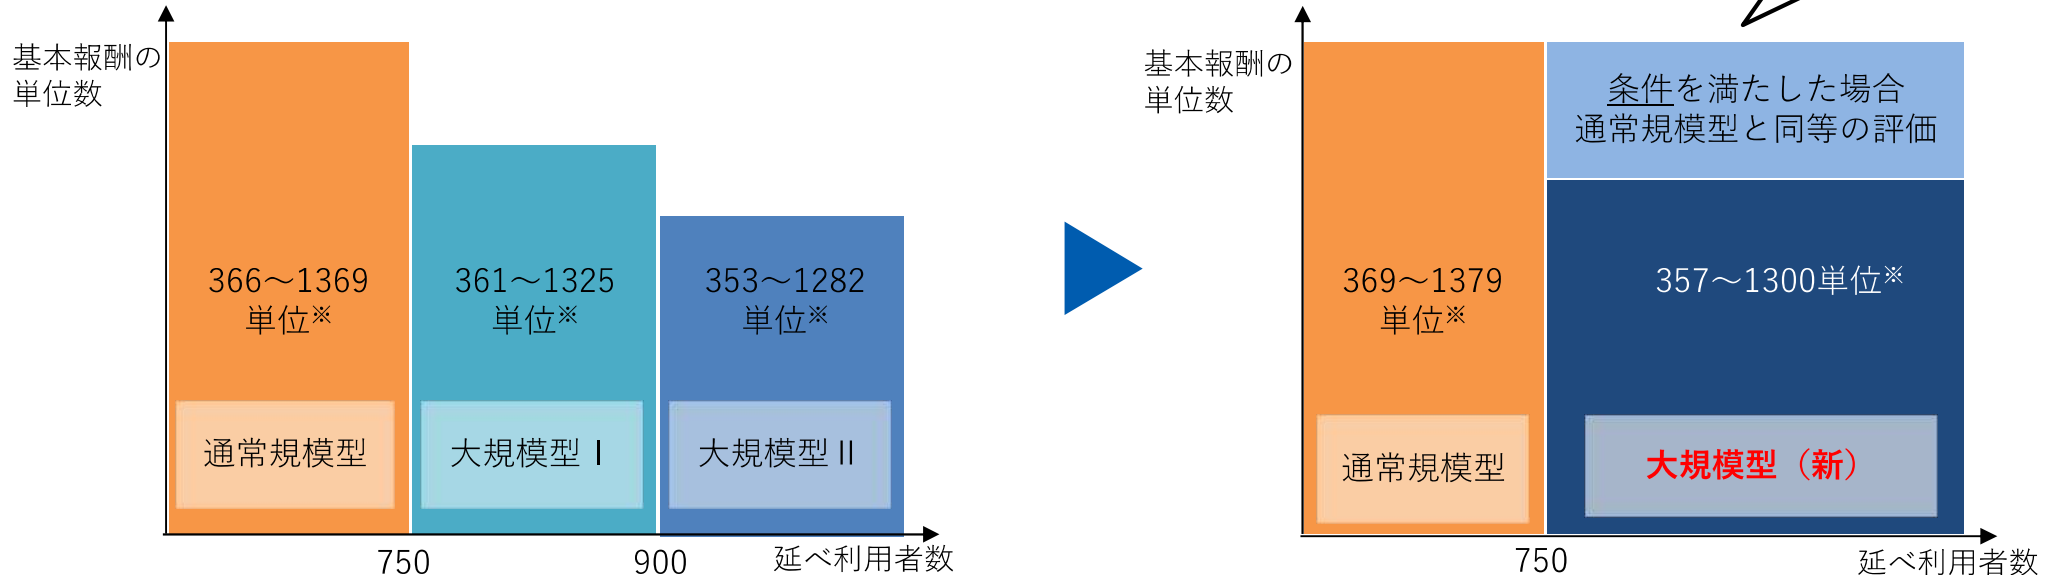 基本報酬の
単位数
366～1369
単位※
通常規模型
361～1325
単位※
大規模型Ⅰ
353～1282
単位※
大規模型Ⅱ
750
900
延べ利用者数
基本報酬の
単位数
369～1379
単位※
通常規模型
条件を満たした場合
通常規模型と同等の評価
357～1300単位※
大規模型（新）
750
延べ利用者数